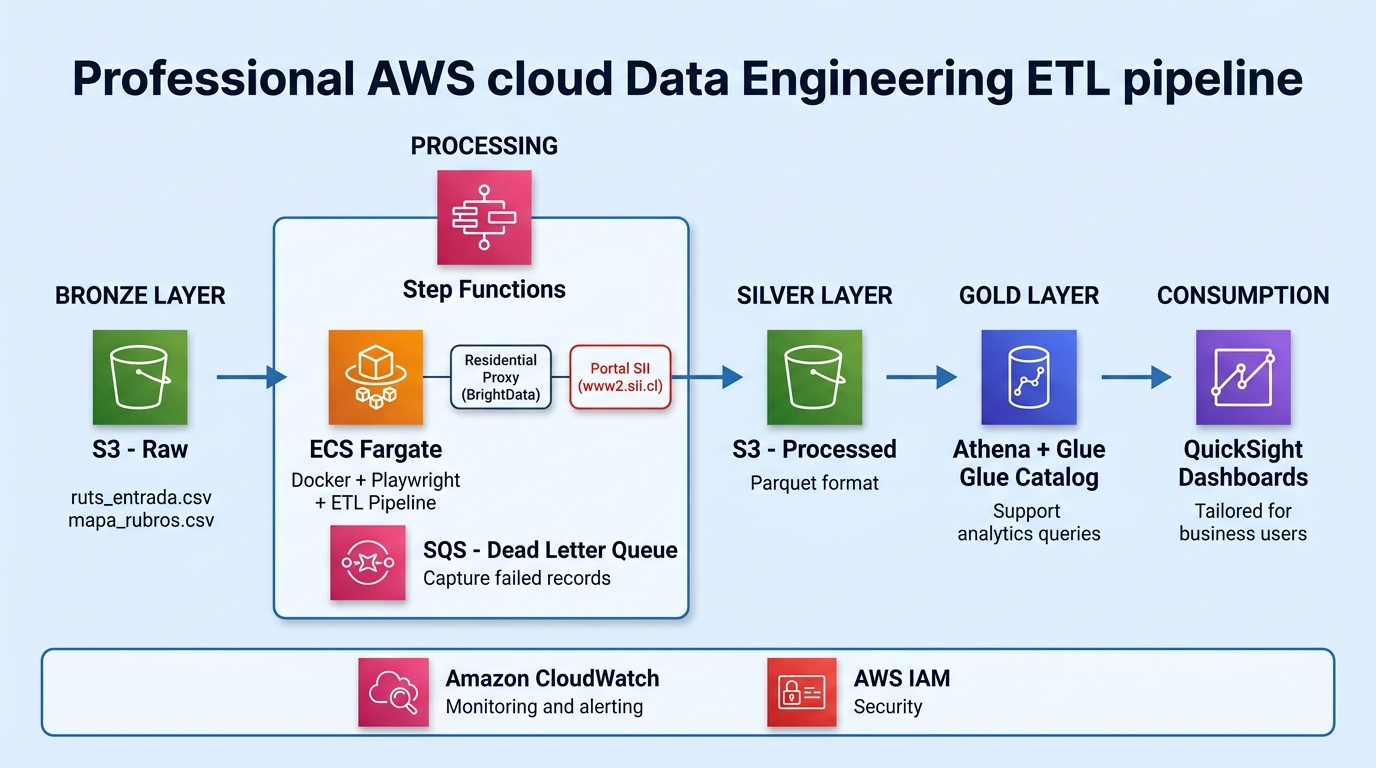 Professional AWS cloud Data Engineering ETL pipeline
PROCESSING
Step Functions
BRONZE LAYER
S3 - Raw
ruts_entrada.csv
mapa_rubros.csv
ECS Fargate
Docker + Playwright
+ ETL Pipeline
Residential
Proxy
(BrightData)
Portal SII
(www2.sii.cl)
SQS - Dead Letter Queue
Capture failed records
SILVER LAYER
S3 - Processed
Parquet format
GOLD LAYER
Athena + Glue
Glue Catalog
Support
analytics queries
CONSUMPTION
QuickSight
Dashboards
Tailored for
business users
Amazon CloudWatch
Monitoring and alerting
AWS IAM
Security